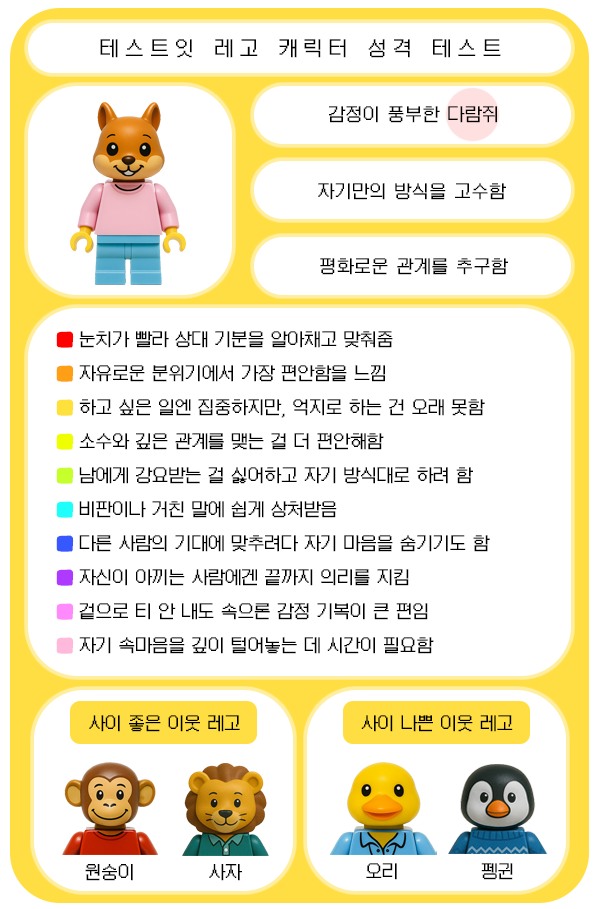 테스트잇 레고 캐릭터 성격 테스트
감정이 풍부한 다람쥐
자기만의 방식을 고수함
평화로운 관계를 추구함
눈치가 빨라 상대 기분을 알아채고 맞춰줌
자유로운 분위기에서 가장 편안함을 느낌
하고 싶은 일엔 집중하지만, 억지로 하는 건 오래 못함
소수와 깊은 관계를 맺는 걸 더 편안해함
남에게 강요받는 걸 싫어하고 자기 방식대로 하려 함
비판이나 거친 말에 쉽게 상처받음
다른 사람의 기대에 맞추려다 자기 마음을 숨기기도 함
자신이 아끼는 사람에겐 끝까지 의리를 지킴
겉으로 티 안 내도 속으론 감정 기복이 큰 편임
자기 속마음을 깊이 털어놓는 데 시간이 필요함
사이 좋은 이웃 레고
사이 나쁜 이웃 레고
원숭이
사자
오리
펭귄